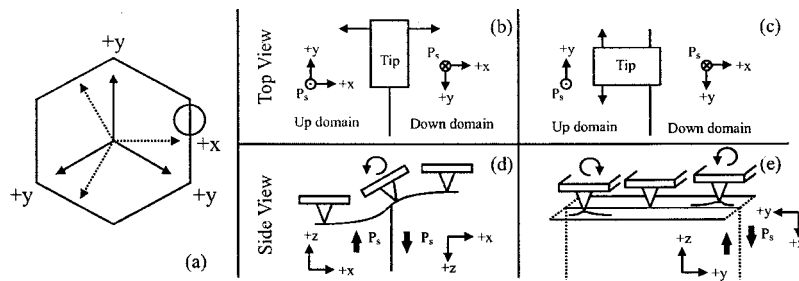 +y
+x
+y
+y
(a)
Top View
(b)
+y
Ps
+x
Tip
Ps
+x
+y
Up domain
Down domain
(c)
+y
Ps
+x
Tip
Ps
+x
+y
Up domain
Down domain
Side View
(d)
Ps
+z
+x
+x
+z
(e)
+y
Ps
+z
+y